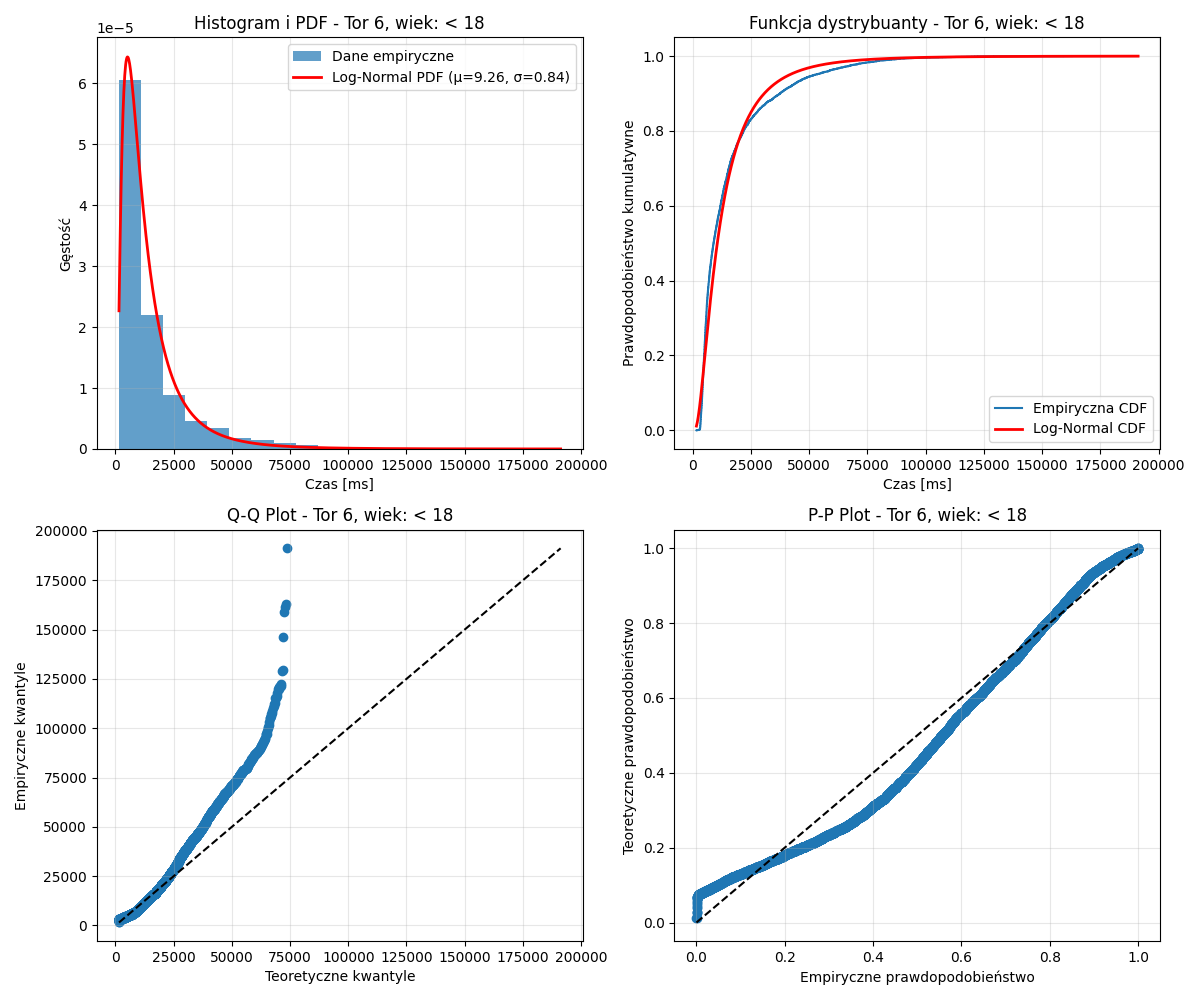 Histogram i PDF - Tor 6, wiek: < 18
1e−5
Dane empiryczne
Log-Normal PDF (μ=9.26, σ=0.84)
6
5
4
3
2
1
0
Gęstość
0 25000 50000 75000 100000 125000 150000 175000 200000
Czas [ms]
Funkcja dystrybuanty - Tor 6, wiek: < 18
1.0
0.8
0.6
0.4
0.2
0.0
Prawdopodobieństwo kumulatywne
Empiryczna CDF
Log-Normal CDF
0 25000 50000 75000 100000 125000 150000 175000 200000
Czas [ms]
Q-Q Plot - Tor 6, wiek: < 18
200000
175000
150000
125000
100000
75000
50000
25000
0
Empiryczne kwantyle
0 25000 50000 75000 100000 125000 150000 175000 200000
Teoretyczne kwantyle
P-P Plot - Tor 6, wiek: < 18
1.0
0.8
0.6
0.4
0.2
0.0
Teoretyczne prawdopodobieństwo
0.0 0.2 0.4 0.6 0.8 1.0
Empiryczne prawdopodobieństwo